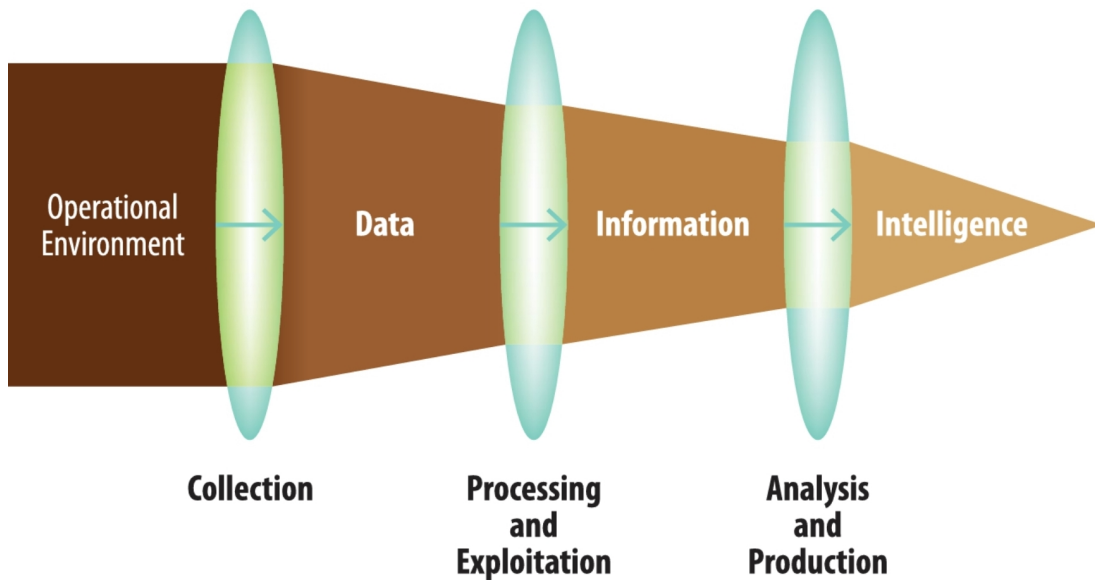 Operational
Environment
Data
Information
Intelligence
Collection
Processing
and
Exploitation
Analysis
and
Production